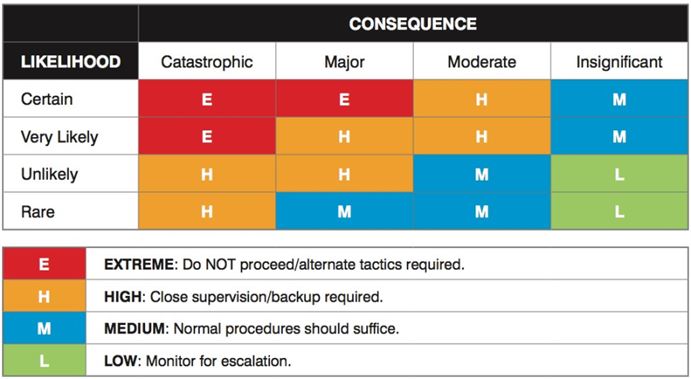 CONSEQUENCE
LIKELIHOOD Catastrophic Major Moderate Insignificant
Certain E E H M
Very Likely E H H M
Unlikely H H M L
Rare H M M L
E EXTREME: Do NOT proceed/alternate tactics required.
H HIGH: Close supervision/backup required.
M MEDIUM: Normal procedures should suffice.
L LOW: Monitor for escalation.